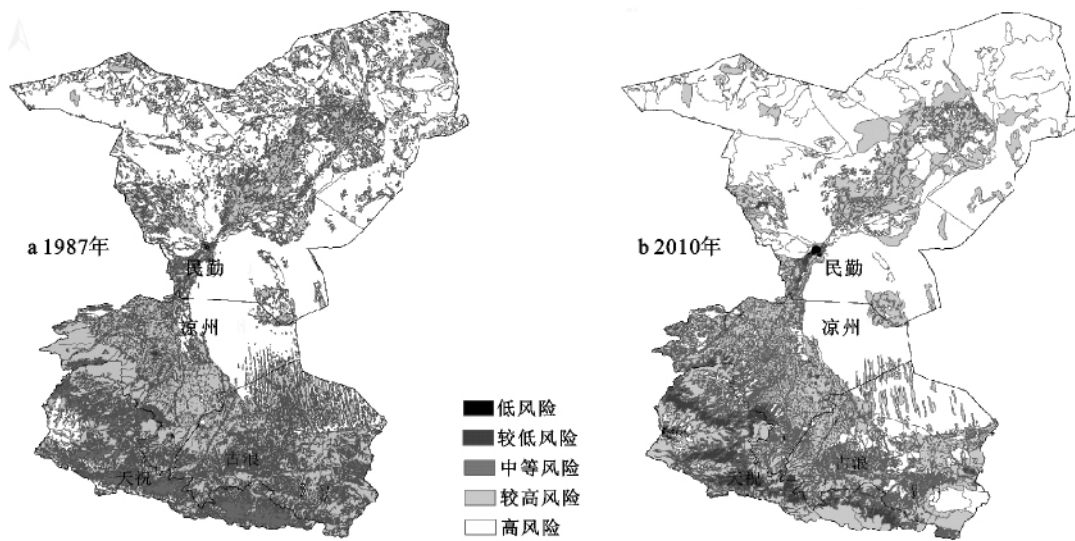 a 1987年
民勤
凉州
古浪
天祝
低风险
较低风险
中等风险
较高风险
高风险
b 2010年
民勤
凉州
古浪
天祝